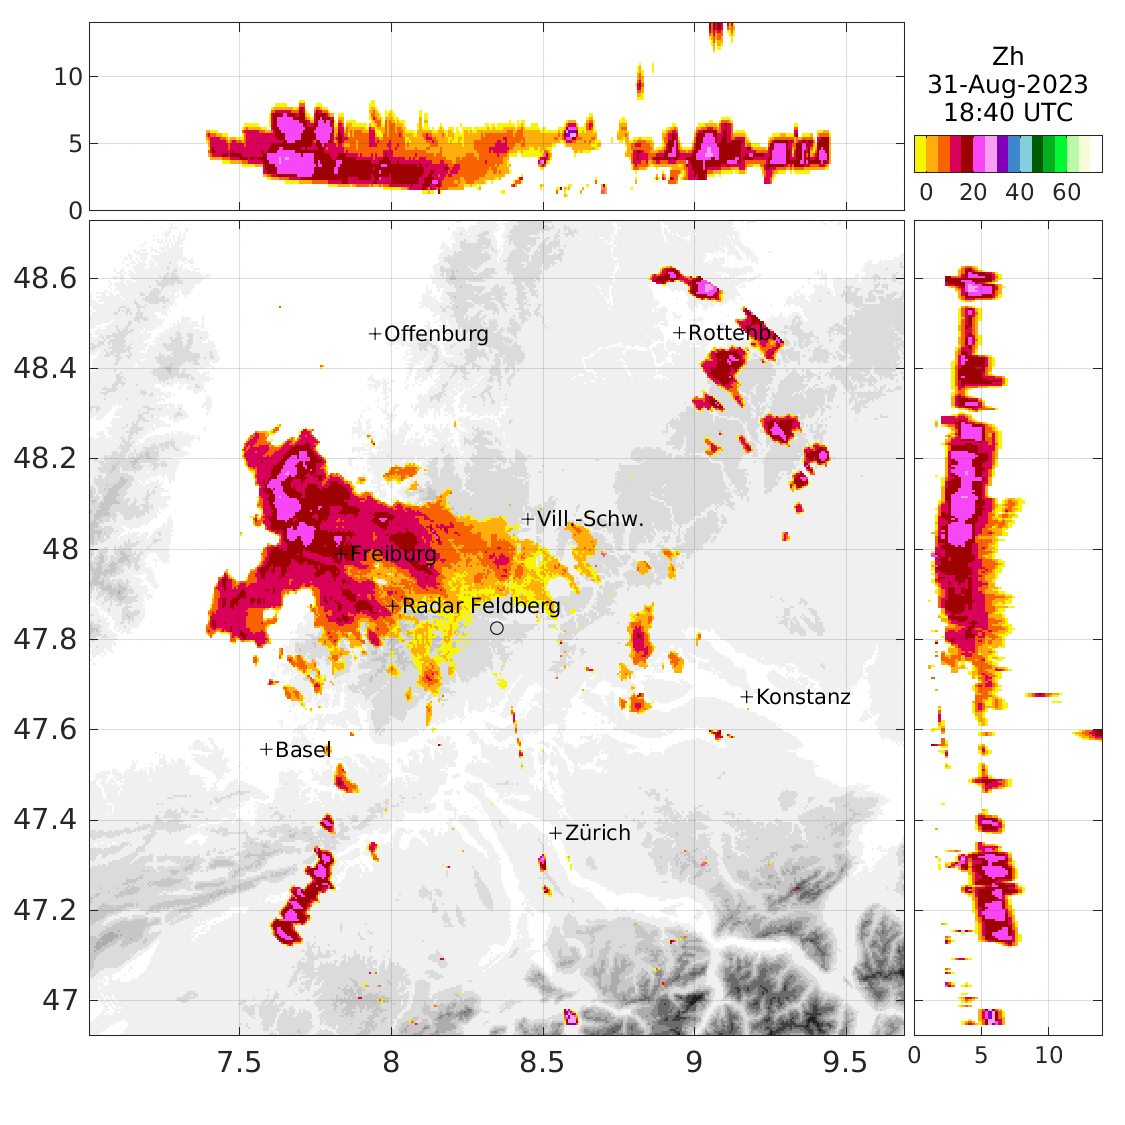 10
5
0
Zh
31-Aug-2023
18:40 UTC
0 20 40 60
48.6
48.4
48.2
48
47.8
47.6
47.4
47.2
47
+Offenburg
+Rottenb.
+Vill.-Schw.
+Freiburg
+Radar Feldberg
+Konstanz
+Basel
+Zürich
7.5 8 8.5 9 9.5
0 5 10